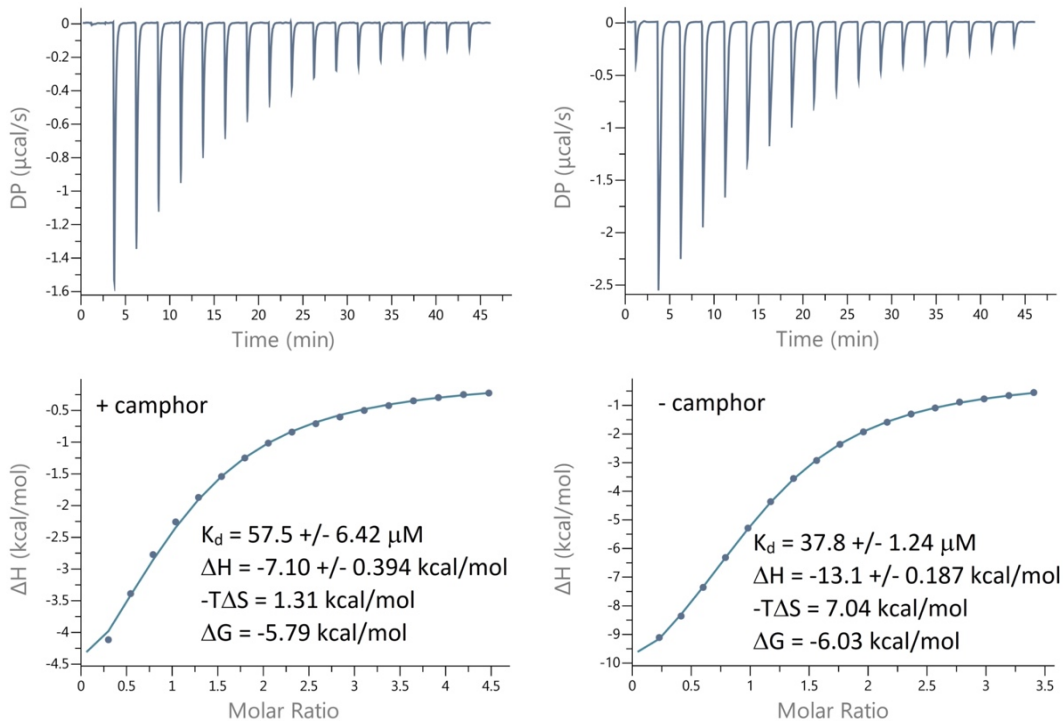 0
-0.2
-0.4
-0.6
-0.8
-1
-1.2
-1.4
-1.6
DP (µcal/s)
0 5 10 15 20 25 30 35 40 45
Time (min)
0
-0.5
-1
-1.5
-2
-2.5
DP (µcal/s)
0 5 10 15 20 25 30 35 40 45
Time (min)
+ camphor
-0.5
-1
-1.5
-2
-2.5
-3
-3.5
-4
-4.5
ΔH (kcal/mol)
Kd = 57.5 +/- 6.42 µM
ΔH = -7.10 +/- 0.394 kcal/mol
-TΔS = 1.31 kcal/mol
ΔG = -5.79 kcal/mol
0 0.5 1 1.5 2 2.5 3 3.5 4 4.5
Molar Ratio
- camphor
-1
-2
-3
-4
-5
-6
-7
-8
-9
-10
ΔH (kcal/mol)
Kd = 37.8 +/- 1.24 µM
ΔH = -13.1 +/- 0.187 kcal/mol
-TΔS = 7.04 kcal/mol
ΔG = -6.03 kcal/mol
0 0.5 1 1.5 2 2.5 3 3.5
Molar Ratio